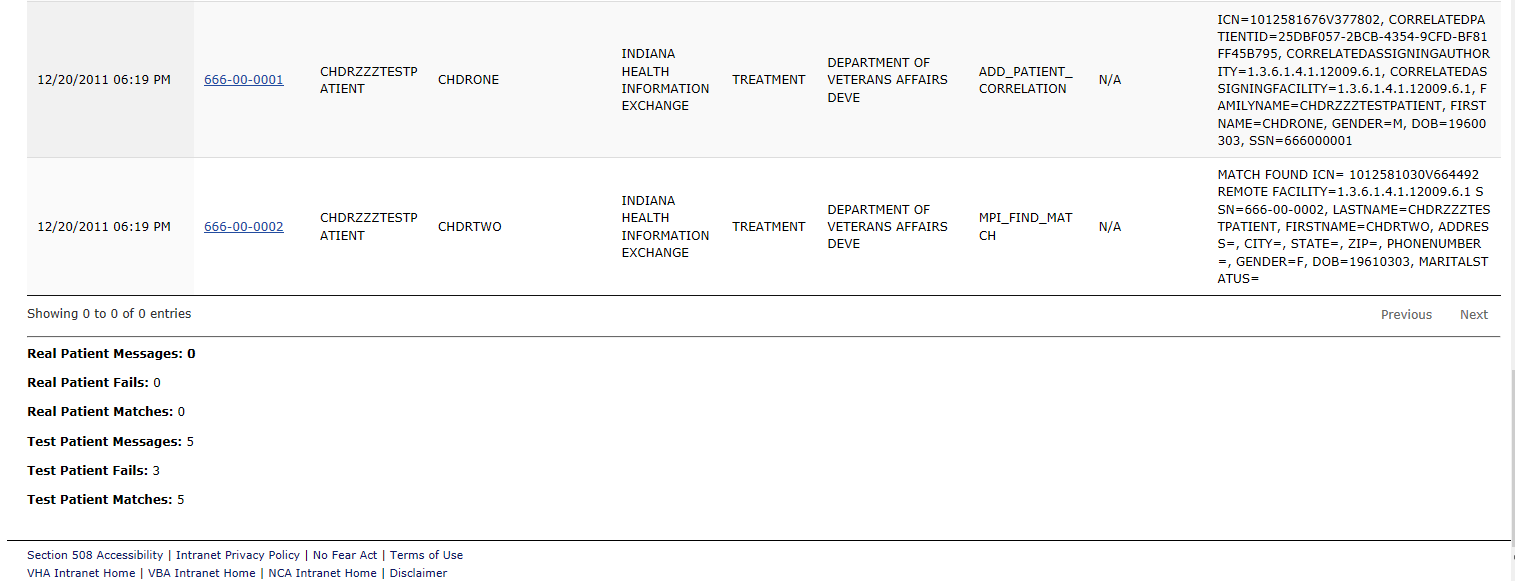 12/20/2011 06:19 PM
666-00-0001
CHDRZZZTESTP
ATIENT
CHDRONE
INDIANA
HEALTH
INFORMATION
EXCHANGE
TREATMENT
DEPARTMENT OF
VETERANS AFFAIRS
DEVE
ADD_PATIENT_
CORRELATION
N/A
ICN=1012581676V377802, CORRELATEDPA
TIENTID=25DBF057-2BCB-4354-9CFD-BF81
FF45B795, CORRELATEDASSIGNINGAUTHOR
ITY=1.3.6.1.4.1.12009.6.1, CORRELATEDAS
SIGNINGFACILITY=1.3.6.1.4.1.12009.6.1, F
AMILYNAME=CHDRZZZTESTPATIENT, FIRST
NAME=CHDRONE, GENDER=M, DOB=19600
303, SSN=666000001
12/20/2011 06:19 PM
666-00-0002
CHDRZZZTESTP
ATIENT
CHDRTWO
INDIANA
HEALTH
INFORMATION
EXCHANGE
TREATMENT
DEPARTMENT OF
VETERANS AFFAIRS
DEVE
MPI_FIND_MAT
CH
N/A
MATCH FOUND ICN= 1012581030V664492
REMOTE FACILITY=1.3.6.1.4.1.12009.6.1 S
SN=666-00-0002, LASTNAME=CHDRZZZTES
TPATIENT, FIRSTNAME=CHDRTWO, ADDRES
S=, CITY=, STATE=, ZIP=, PHONENUMBER
=, GENDER=F, DOB=19610303, MARITALST
ATUS=
Showing 0 to 0 of 0 entries
Previous Next
Real Patient Messages: 0
Real Patient Fails: 0
Real Patient Matches: 0
Test Patient Messages: 5
Test Patient Fails: 3
Test Patient Matches: 5
Section 508 Accessibility | Intranet Privacy Policy | No Fear Act | Terms of Use
VHA Intranet Home | VBA Intranet Home | NCA Intranet Home | Disclaimer